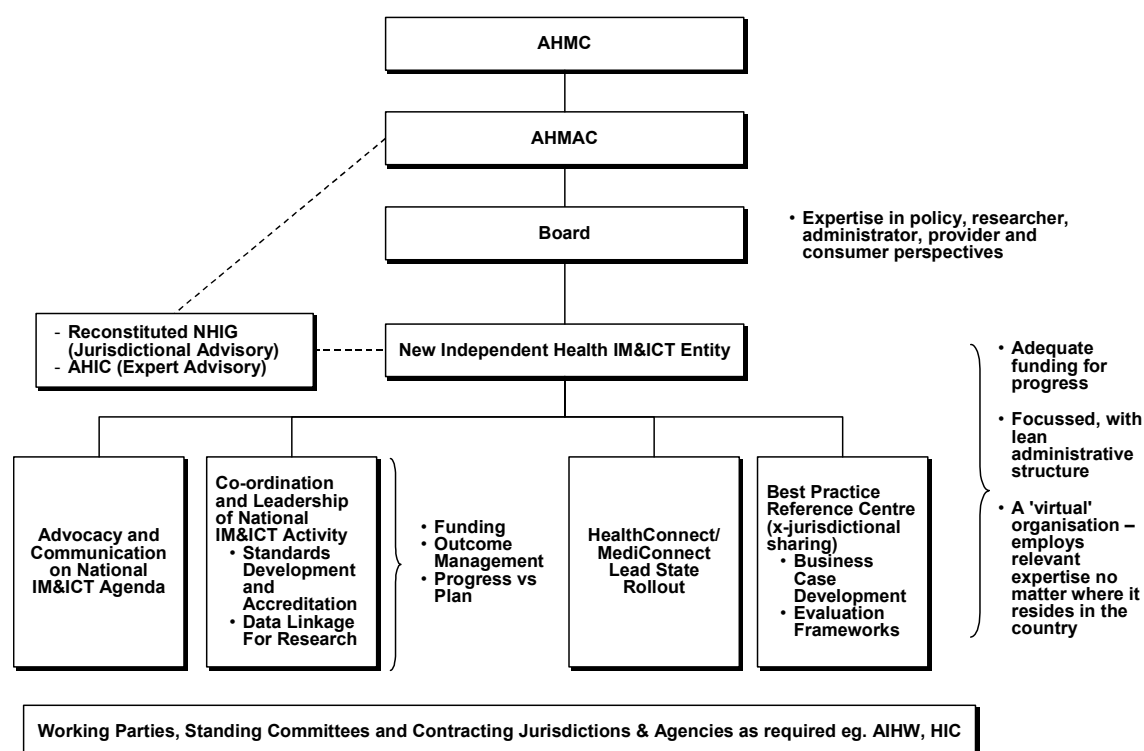 AHMC
AHMAC
Board
• Expertise in policy, researcher,
administrator, provider and
consumer perspectives
- Reconstituted NHIG
(Jurisdictional Advisory)
- AHIC (Expert Advisory)
New Independent Health IM&ICT Entity
Advocacy and
Communication
on National
IM&ICT Agenda
Co-ordination
and Leadership
of National
IM&ICT Activity
• Standards
Development
and
Accreditation
• Data Linkage
For Research
• Funding
• Outcome
Management
• Progress vs
Plan
HealthConnect/
MediConnect
Lead State
Rollout
Best Practice
Reference Centre
(x-jurisdictional
sharing)
• Business
Case
Development
• Evaluation
Frameworks
• Adequate
funding for
progress
• Focussed, with
lean
administrative
structure
• A 'virtual'
organisation –
employs
relevant
expertise no
matter where it
resides in the
country
Working Parties, Standing Committees and Contracting Jurisdictions & Agencies as required eg. AIHW, HIC